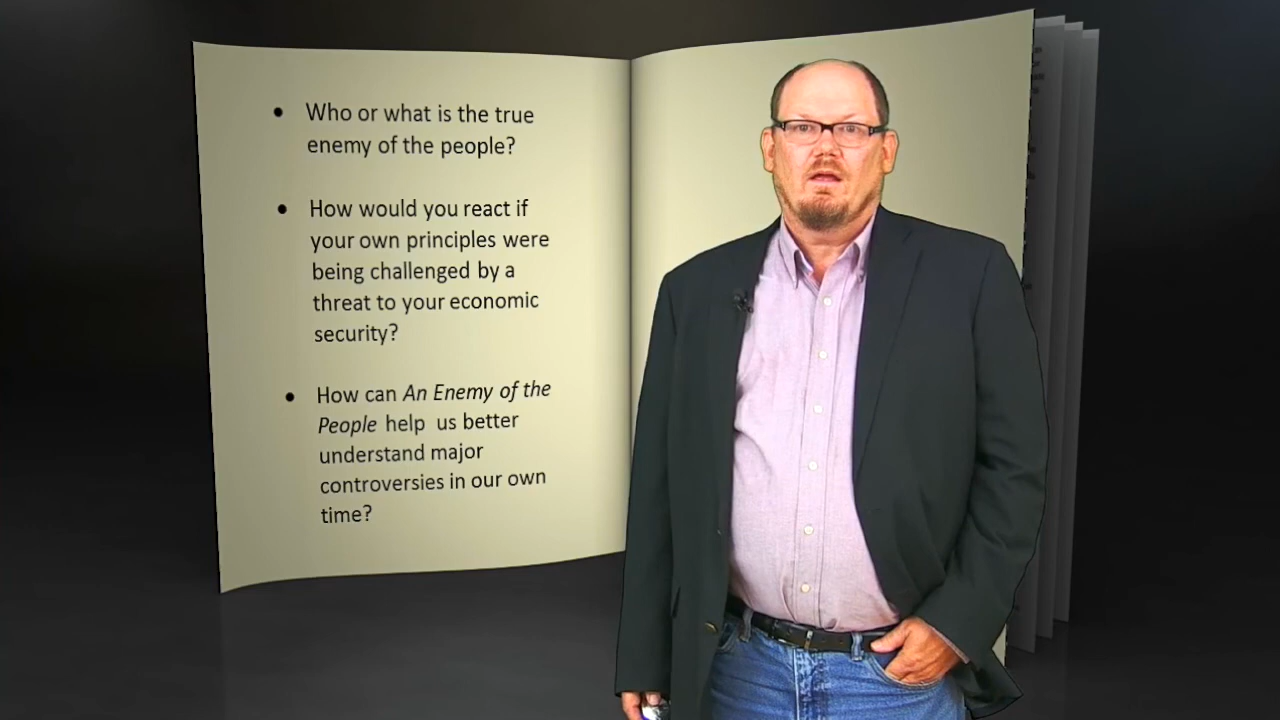 • Who or what is the true
enemy of the people?
• How would you react if
your own principles were
being challenged by a
threat to your economic
security?
• How can An Enemy of the
People help us better
understand major
controversies in our own
time?